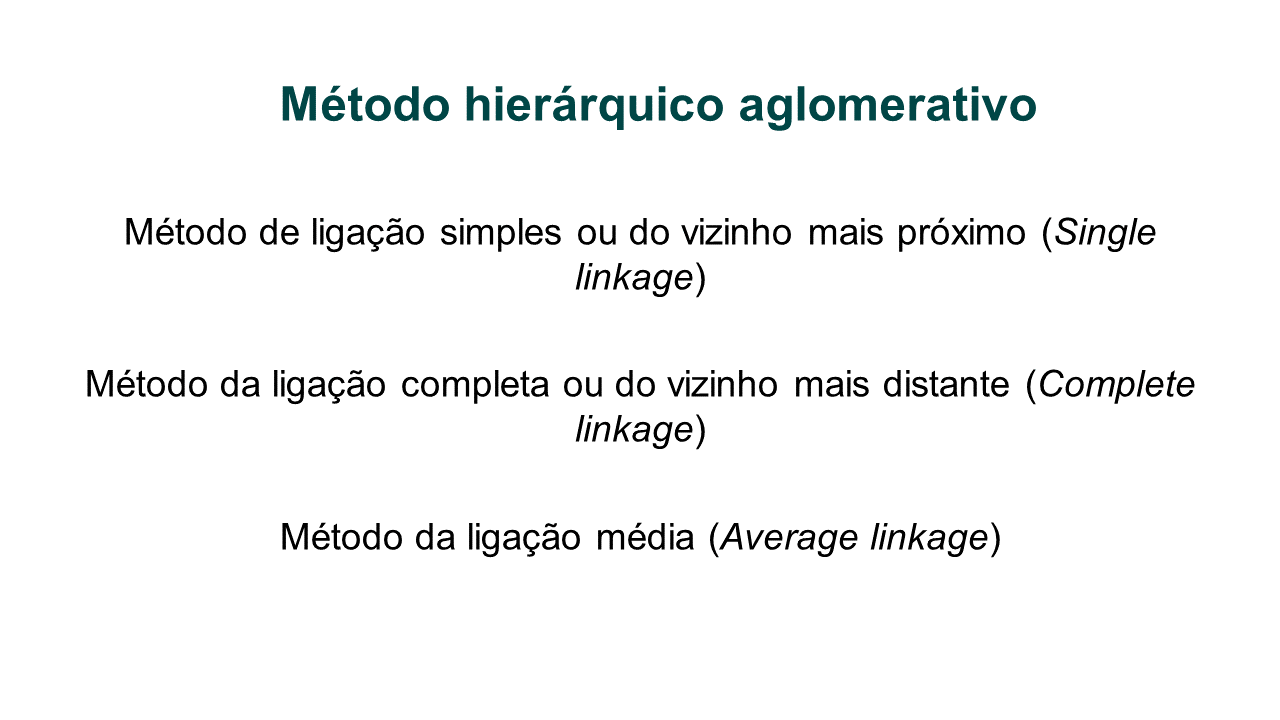 Método hierárquico aglomerativo
Método de ligação simples ou do vizinho mais próximo (Single
linkage)
Método da ligação completa ou do vizinho mais distante (Complete
linkage)
Método da ligação média (Average linkage)